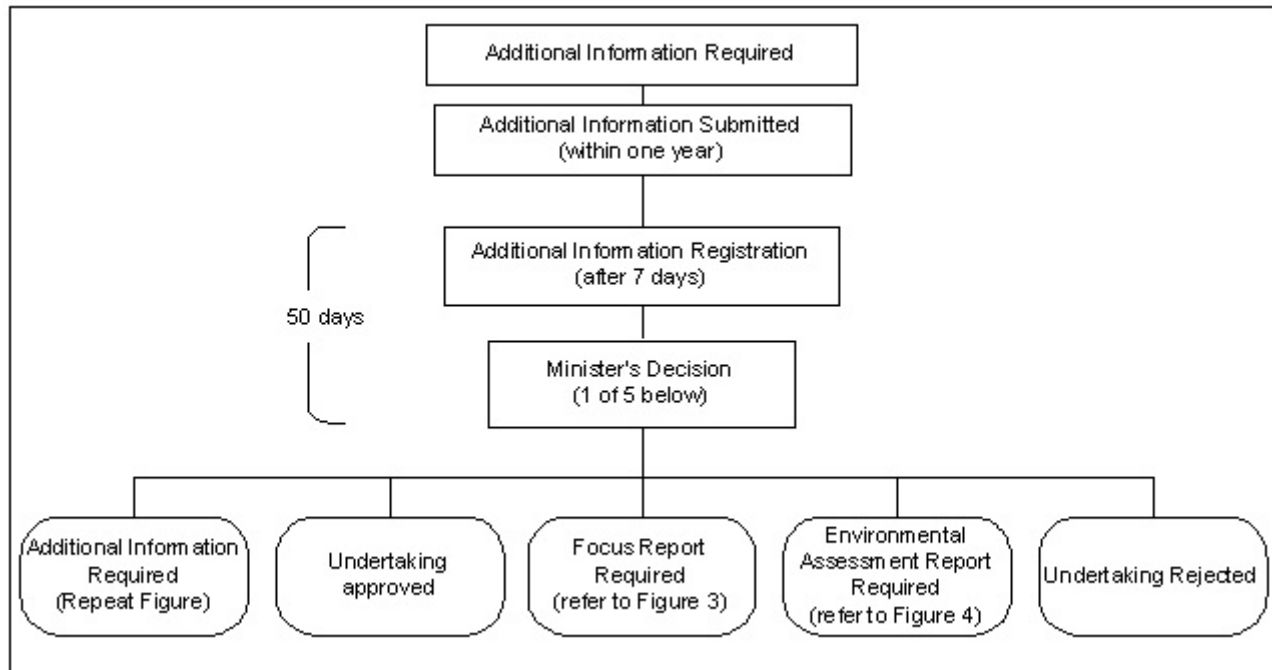 Additional Information Required
Additional Information Submitted
(within one year)
Additional Information Registration
(after 7 days)
50 days
Minister's Decision
(1 of 5 below)
Additional Information
Required
(Repeat Figure)
Undertaking
approved
Focus Report
Required
(refer to Figure 3)
Environmental
Assessment Report
Required
(refer to Figure 4)
Undertaking Rejected